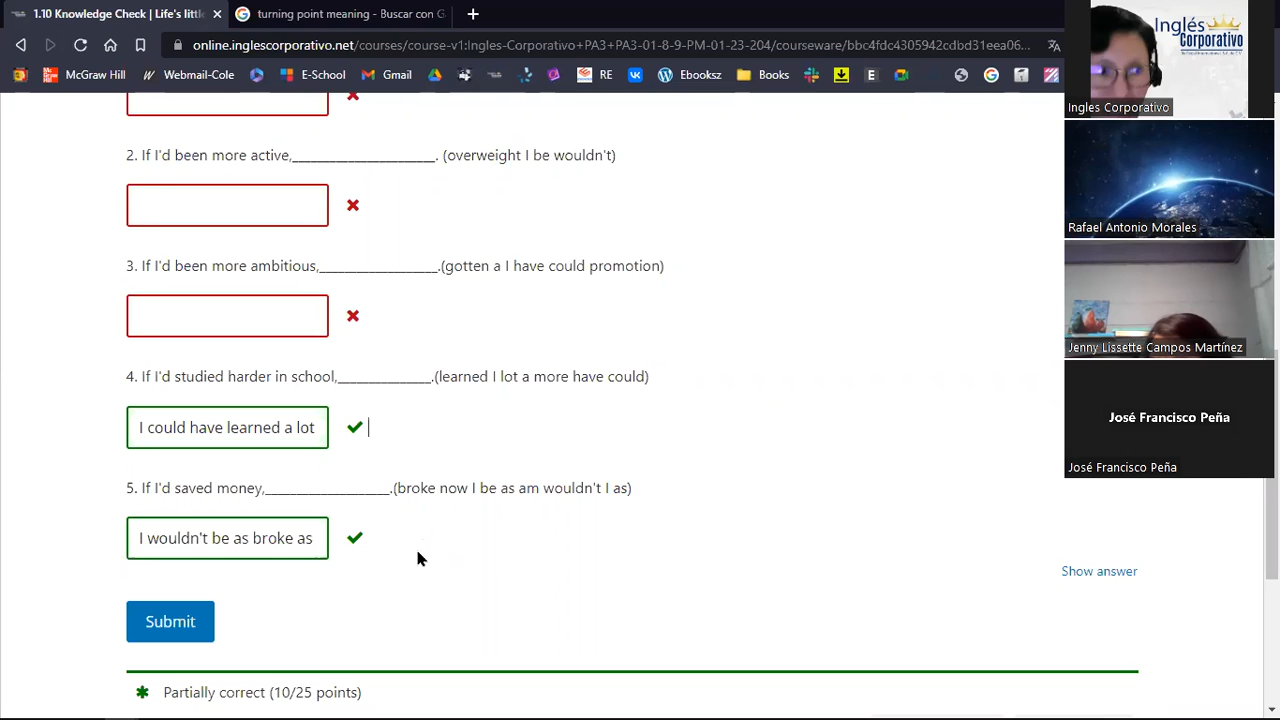 1.10 Knowledge Check | Life's littl
turning point meaning - Buscar con G
online.inglescorporativo.net/courses/course-v1:Ingles-Corporativo+PA3+PA3-01-8-9-PM-01-23-204/courseware/bbc4fdc4305942cdbd31eea06...
McGraw Hill
Webmail-Cole
E-School
Gmail
RE
Ebooksz
Books
Inglés
Corporativo
Ingles Corporativo
Rafael Antonio Morales
Jenny Lissette Campos Martínez
José Francisco Peña
José Francisco Peña
2. If I'd been more active,______________________. (overweight I be wouldn't)
3. If I'd been more ambitious,__________________.(gotten a I have could promotion)
4. If I'd studied harder in school,______________.(learned I lot a more have could)
I could have learned a lot
5. If I'd saved money,___________________.(broke now I be as am wouldn't I as)
I wouldn't be as broke as
Show answer
Submit
Partially correct (10/25 points)